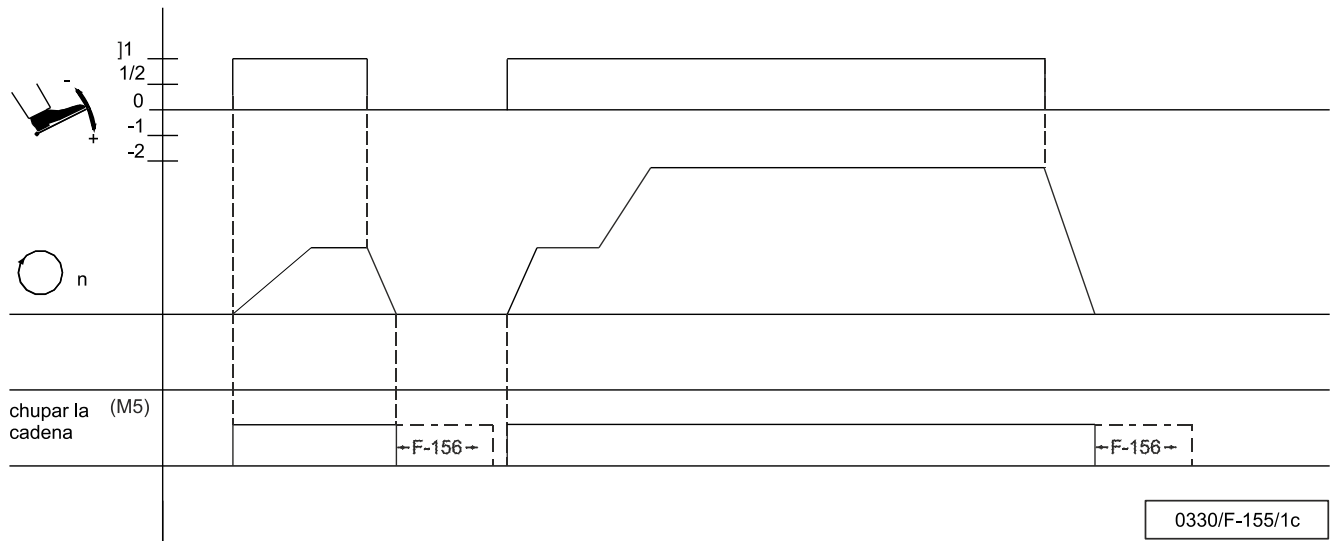 ]1
1/2
0
-1
-2
-
+
n
chupar la (M5)
cadena
F-156
F-156
0330/F-155/1c